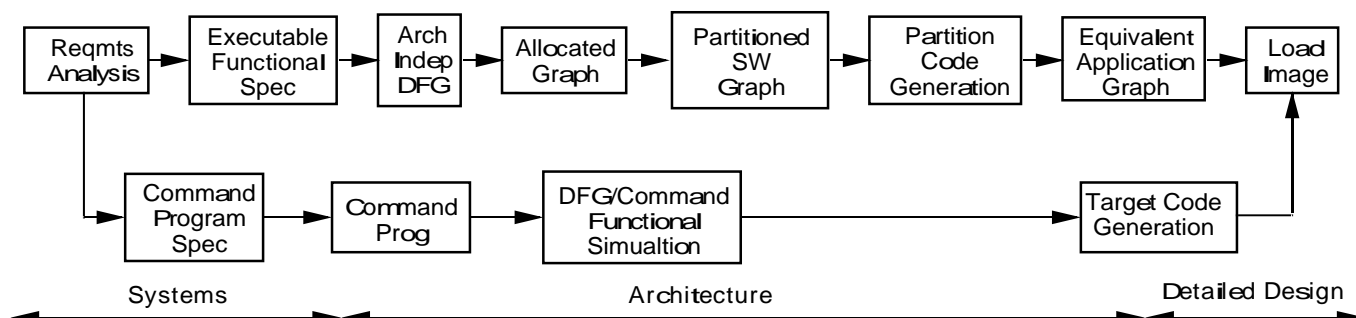 Reqmts
Analysis
Executable
Functional
Spec
Arch
Indep
DFG
Allocated
Graph
Partitioned
SW
Graph
Partition
Code
Generation
Equivalent
Application
Graph
Load
Image
Command
Program
Spec
Command
Prog
DFG/Command
Functional
Simualtion
Target Code
Generation
Systems
Architecture
Detailed Design